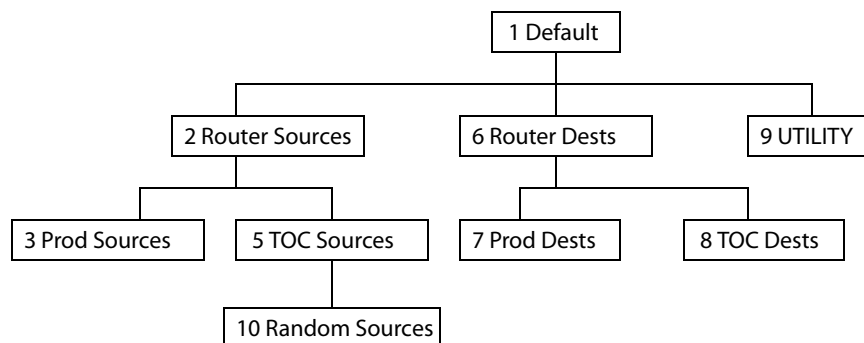 1 Default
2 Router Sources
6 Router Dests
9 UTILITY
3 Prod Sources
5 TOC Sources
7 Prod Dests
8 TOC Dests
10 Random Sources